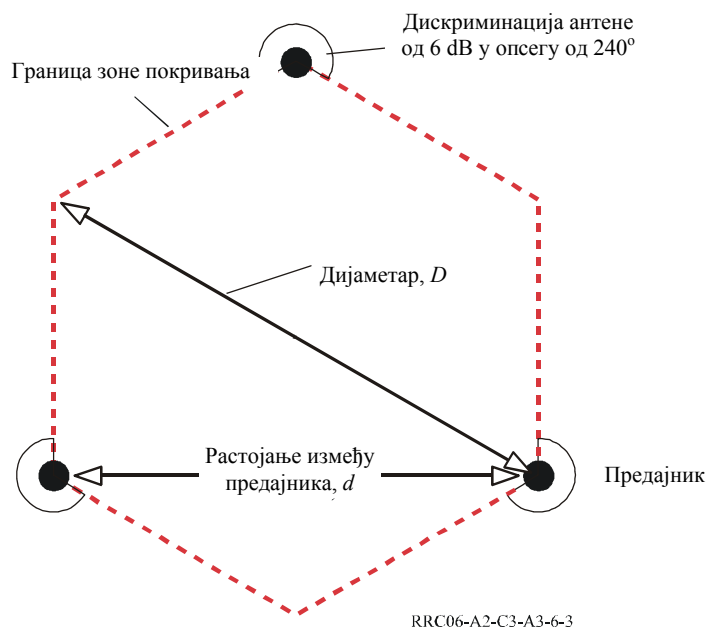 Дискриминација антене
од 6 dB у опсегу од 240°
Граница зоне покривања
Дијаметар, D
Растојање између
предајника, d
Предајник
RRC06-A2-C3-A3-6-3